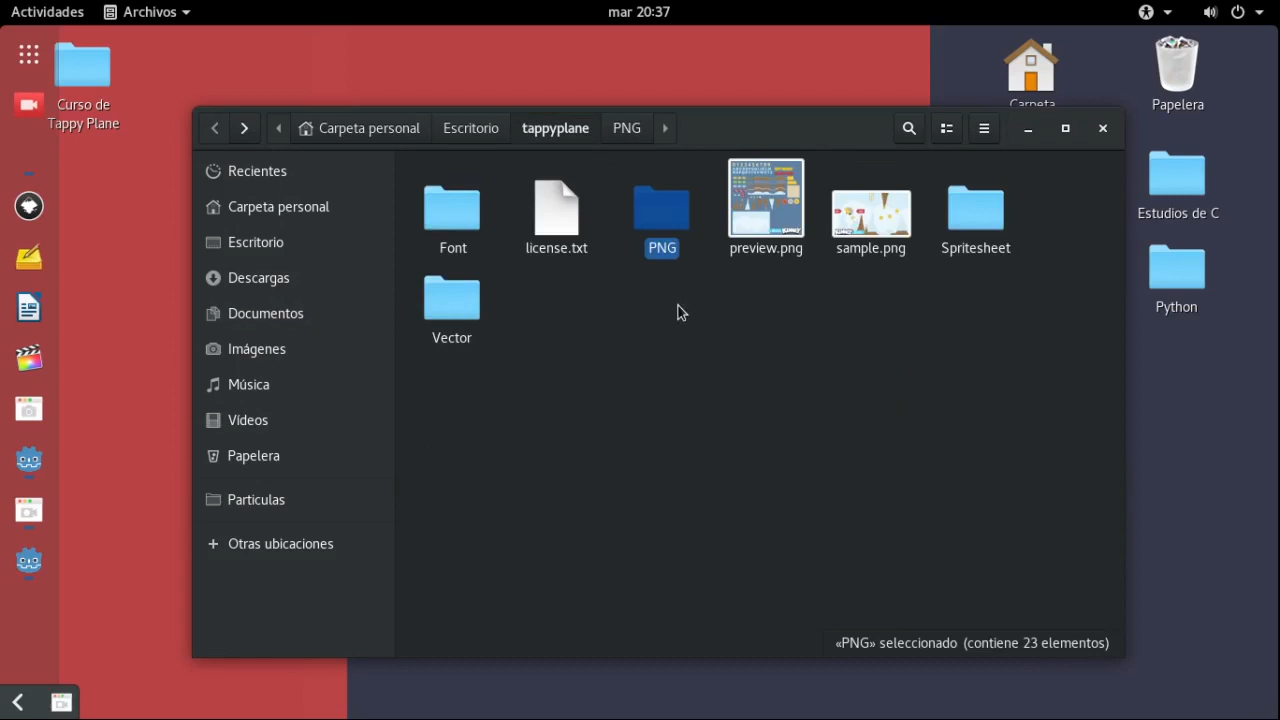 Actividades
Archivos
mar 20:37
Curso de
Tappy Plane
Carpeta
Papelera
Estudios de C
Python
Carpeta personal
Escritorio
tappyplane
PNG
Recientes
Carpeta personal
Escritorio
Descargas
Documentos
Imágenes
Música
Vídeos
Papelera
Particulas
Otras ubicaciones
Font
license.txt
PNG
preview.png
sample.png
Spritesheet
Vector
«PNG» seleccionado (contiene 23 elementos)